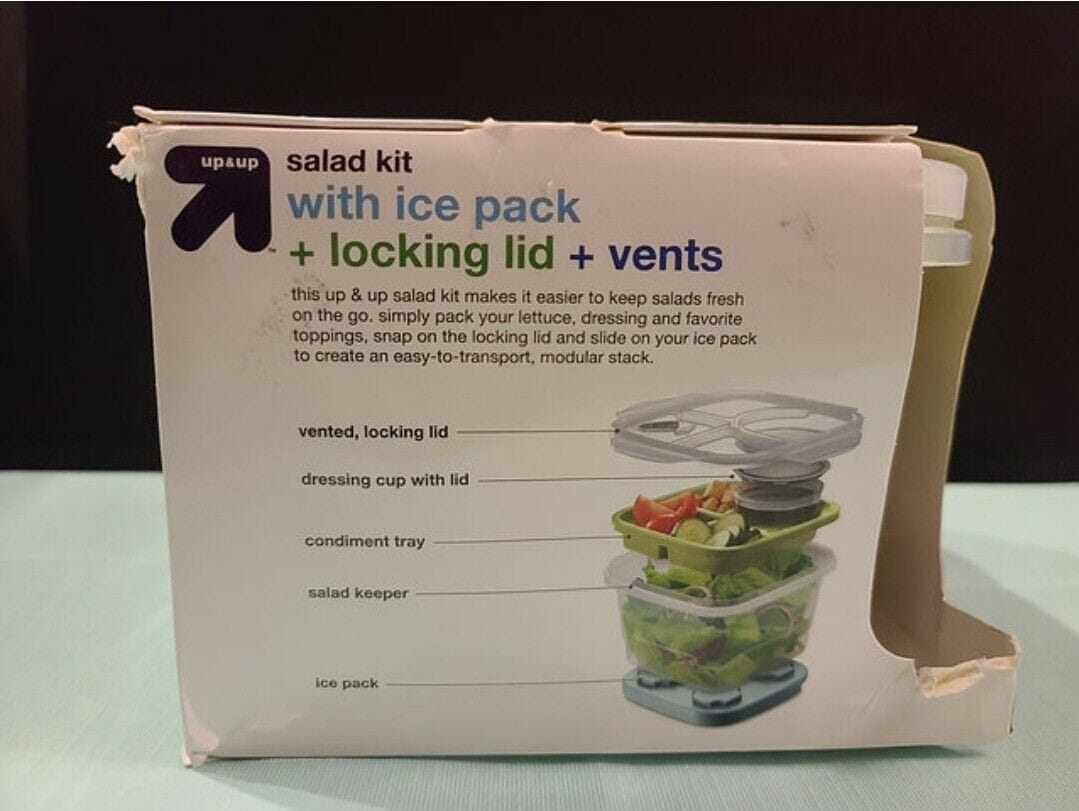 up&up
salad kit
with ice pack
+ locking lid + vents
this up & up salad kit makes it easier to keep salads fresh
on the go. simply pack your lettuce, dressing and favorite
toppings, snap on the locking lid and slide on your ice pack
to create an easy-to-transport, modular stack.
vented, locking lid
dressing cup with lid
condiment tray
salad keeper
ice pack